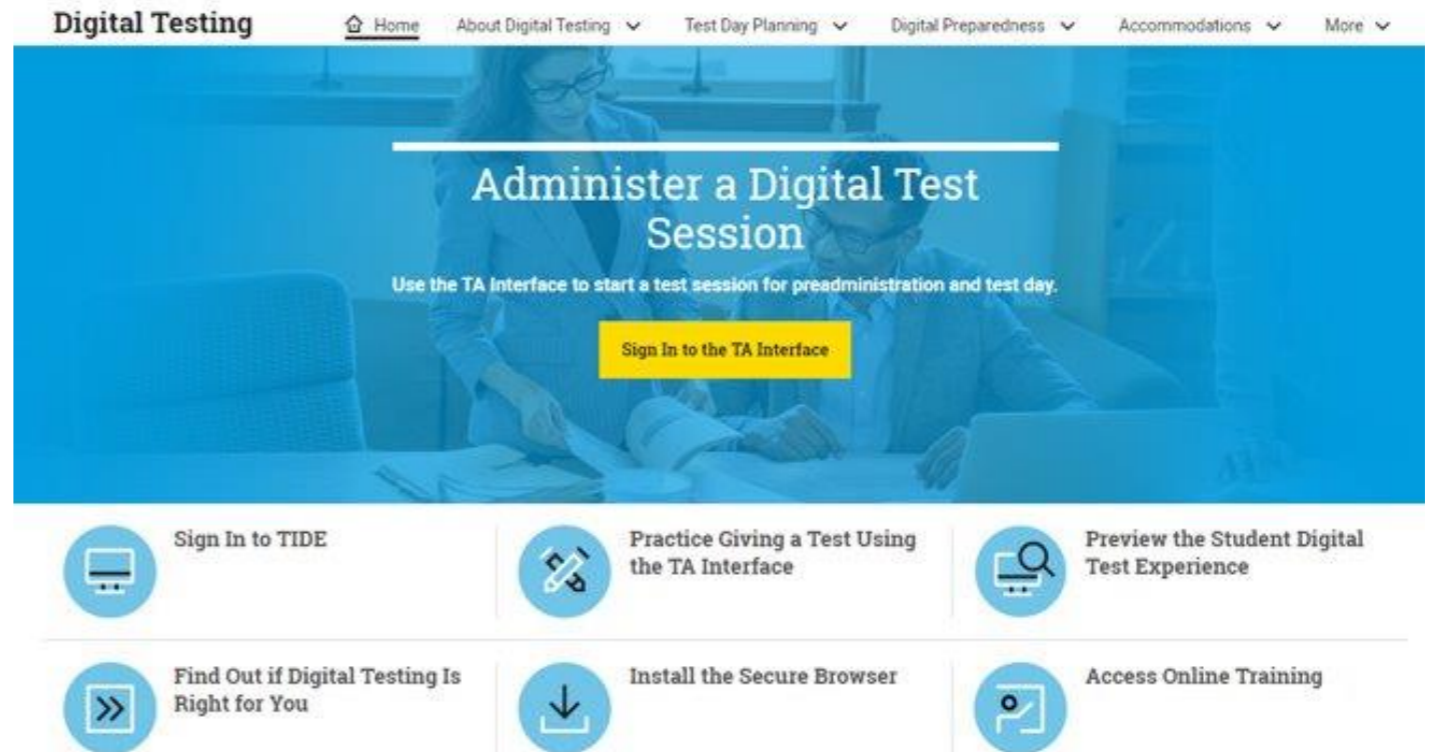 Digital Testing
Home
About Digital Testing
Test Day Planning
Digital Preparedness
Accommodations
More
Administer a Digital Test
Session
Use the TA Interface to start a test session for preadministration and test day.
Sign In to the TA Interface
Sign In to TIDE
Practice Giving a Test Using
the TA Interface
Preview the Student Digital
Test Experience
Find Out if Digital Testing Is
Right for You
Install the Secure Browser
Access Online Training